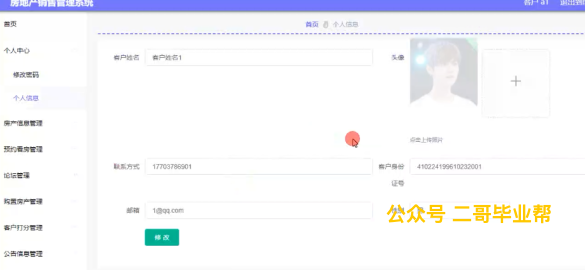 房地产销售管理系统
客户 a1
退出到
首页
首页
个人信息
个人中心
修改密码
个人信息
房产信息管理
预约看房管理
论坛管理
购置房产管理
客户打分管理
公告信息管理
客户姓名
客户姓名1
头像
点击上传照片
联系方式
17703786901
客户身份证号
410224199610232001
邮箱
1@qq.com
修改
公众号 二哥毕业帮